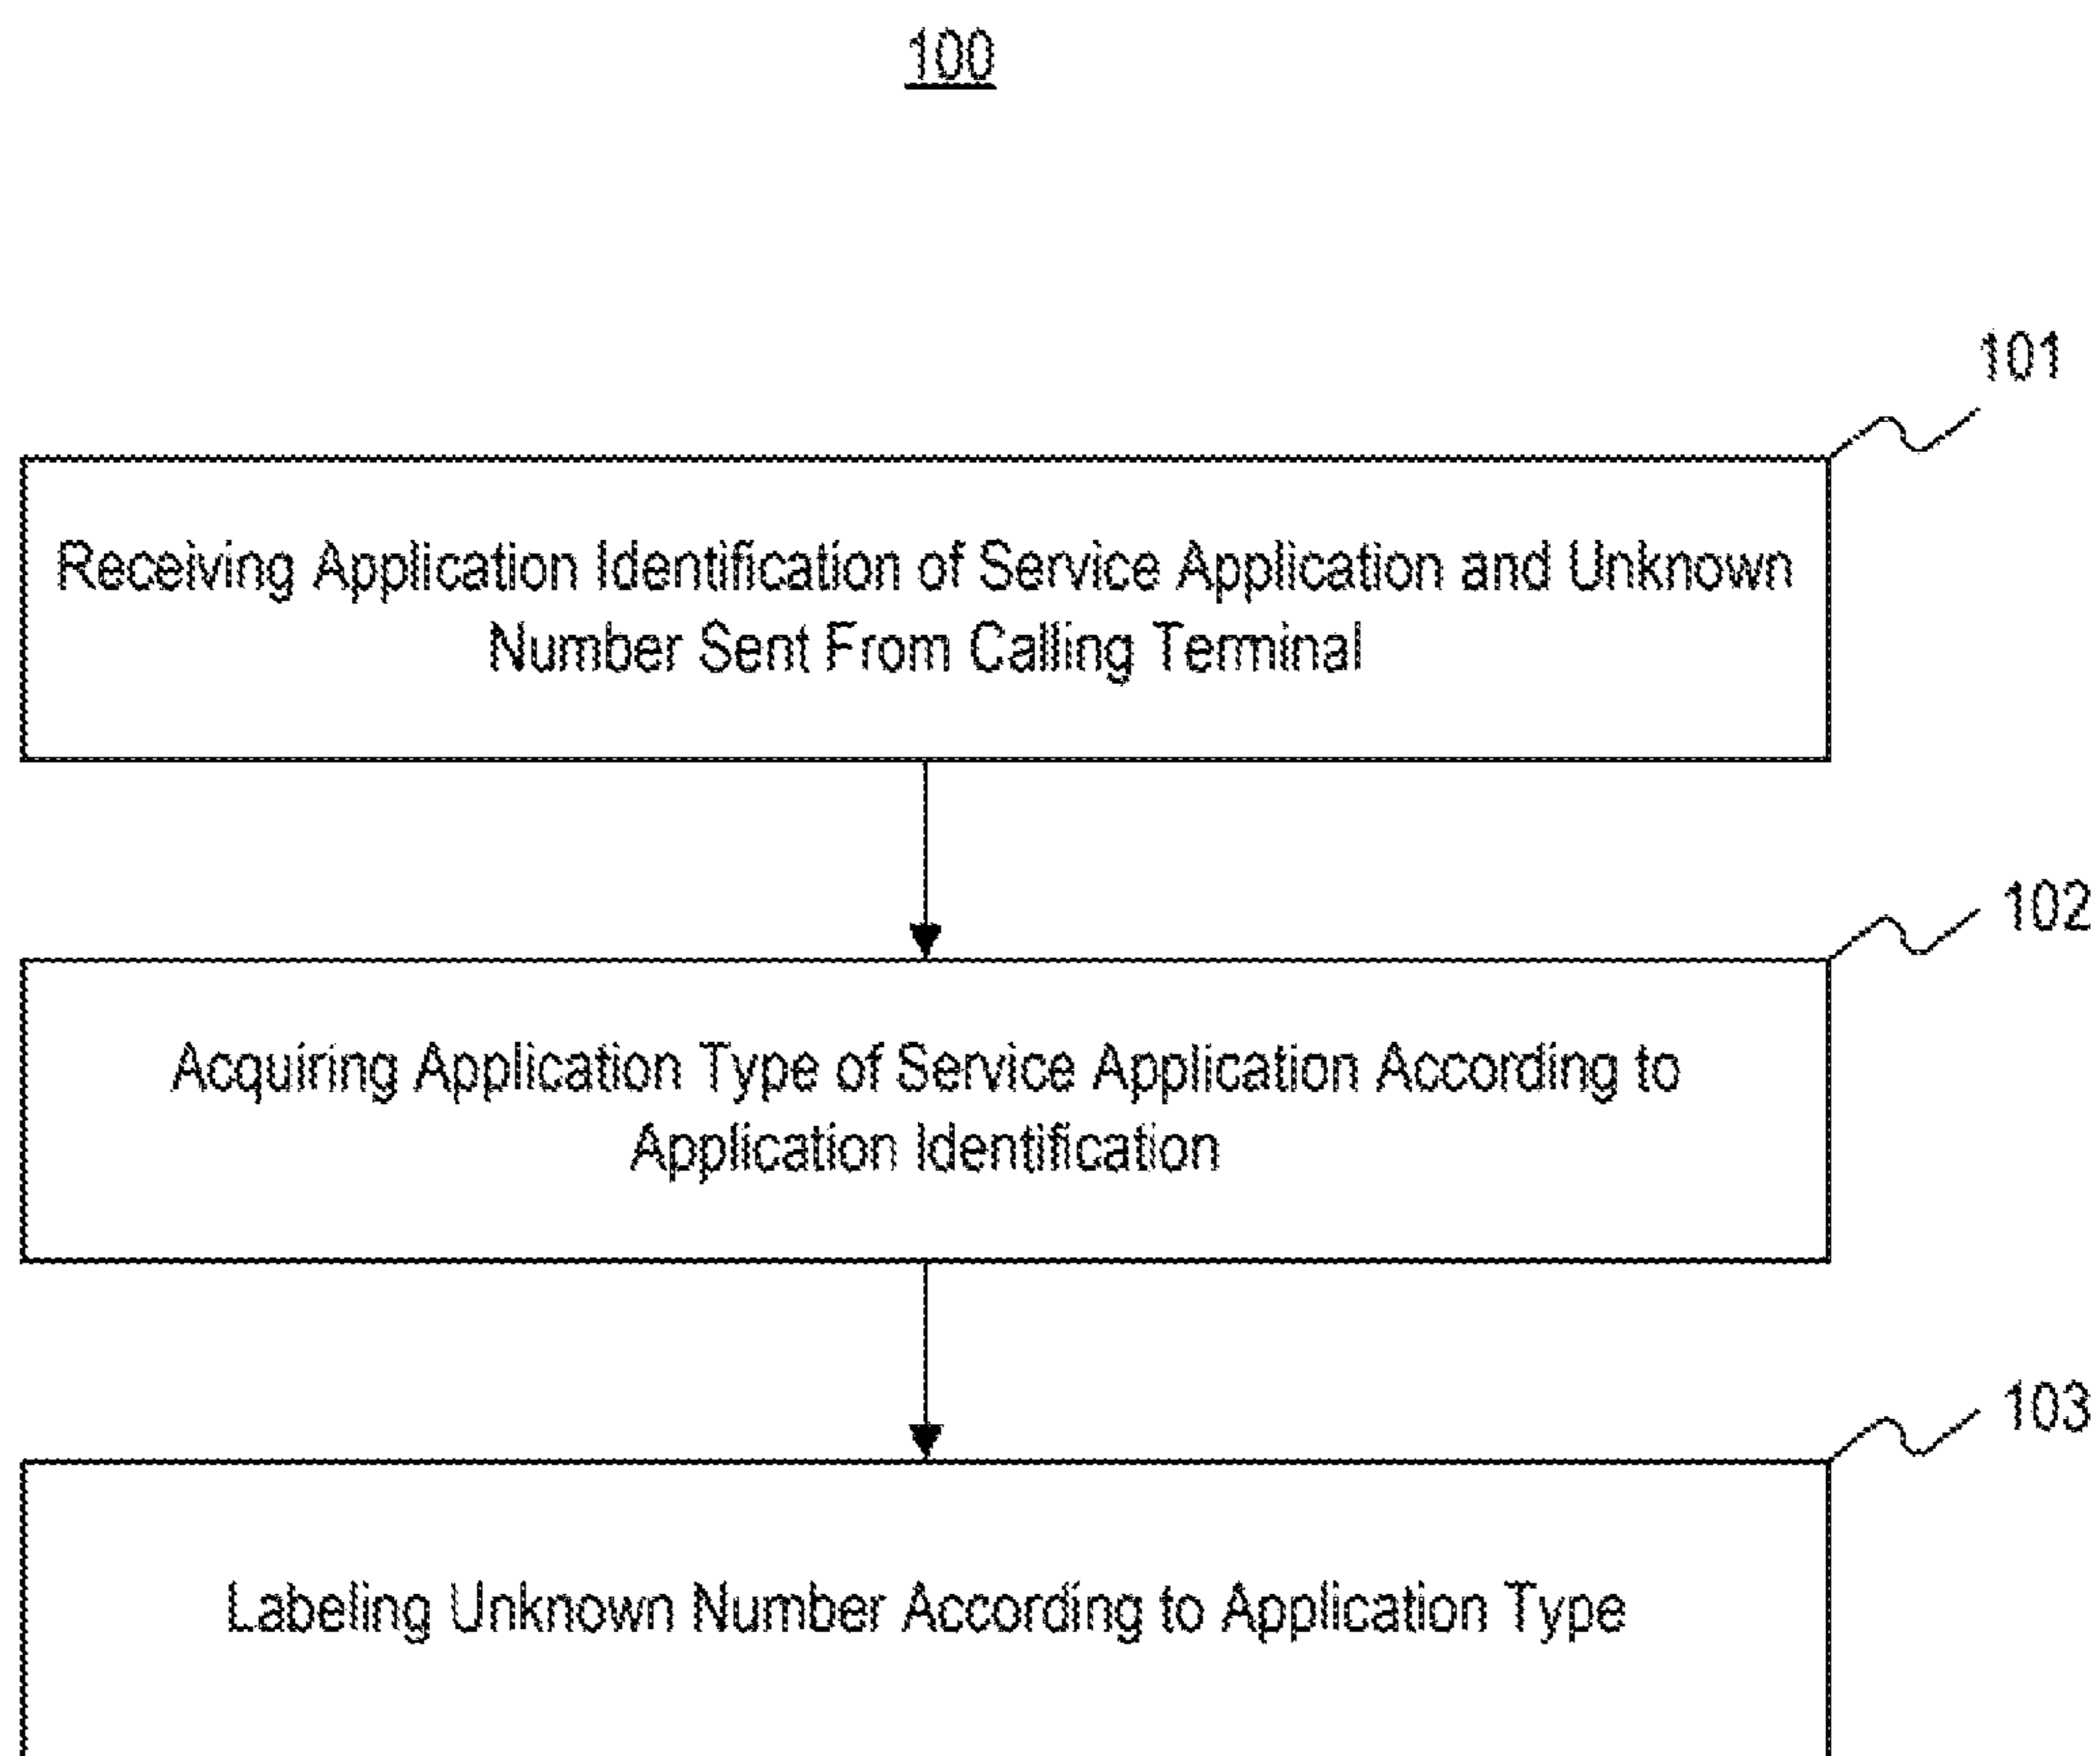 100
101
Receiving Application Identification of Service Application and Unknown
Number Sent From Calling Terminal
102
Acquiring Application Type of Service Application According to
Application Identification
103
Labeling Unknown Number According to Application Type